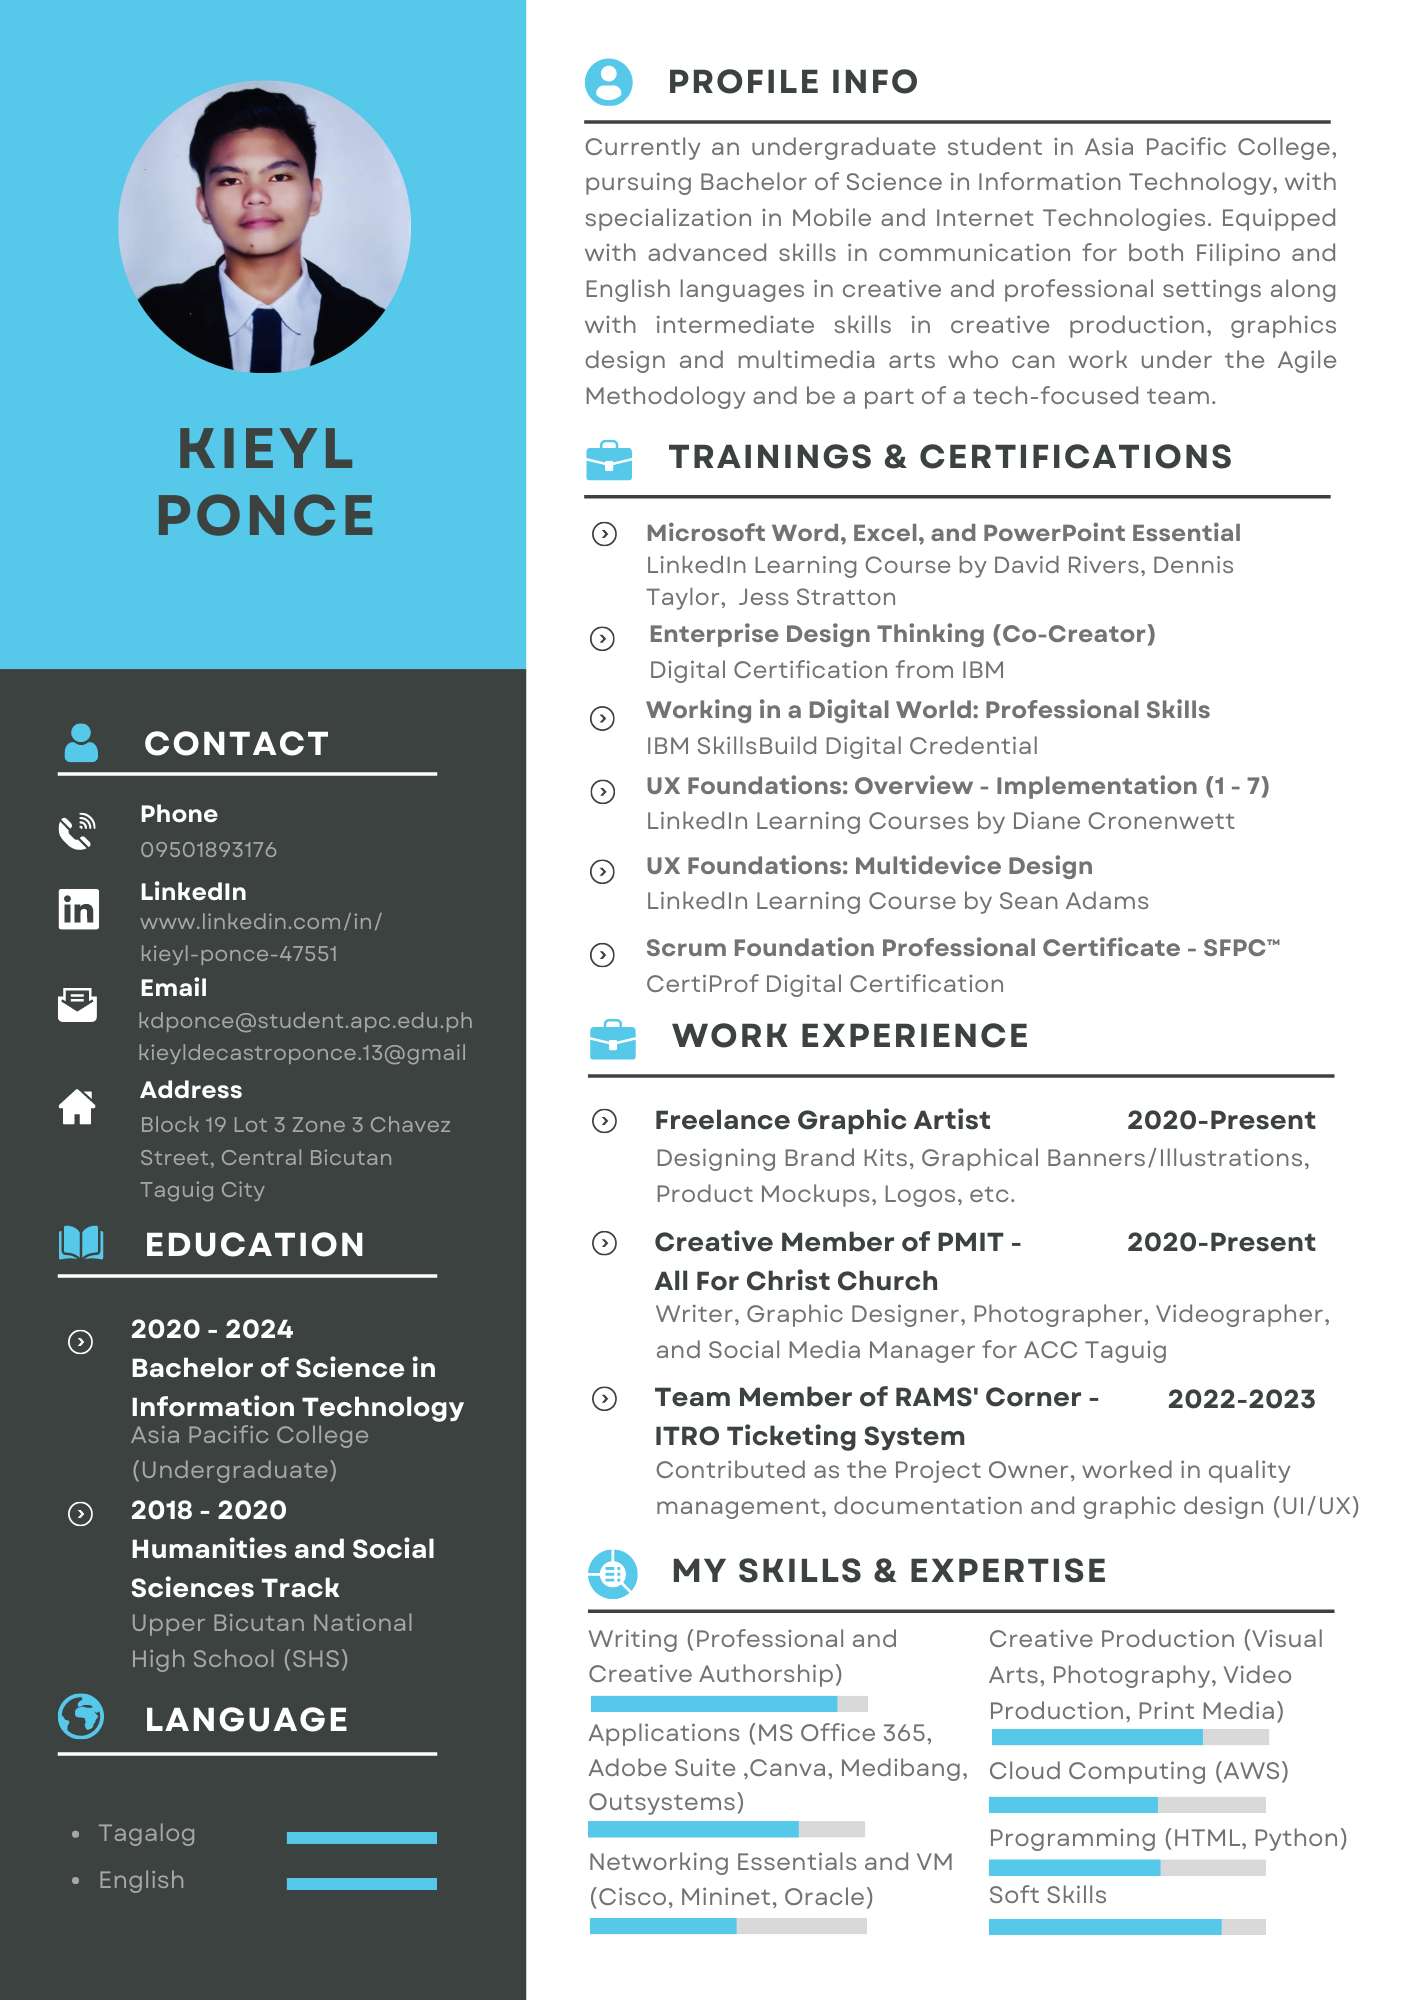 KIEYL
PONCE
CONTACT
Phone
09501893176
LinkedIn
www.linkedin.com/in/
kieyl-ponce-47551
Email
kdponce@student.apc.edu.ph
kieyldecastroponce.13@gmail
Address
Block 19 Lot 3 Zone 3 Chavez
Street, Central Bicutan
Taguig City
EDUCATION
2020 - 2024
Bachelor of Science in
Information Technology
Asia Pacific College
(Undergraduate)
2018 - 2020
Humanities and Social
Sciences Track
Upper Bicutan National
High School (SHS)
LANGUAGE
• Tagalog
• English
PROFILE INFO
Currently an undergraduate student in Asia Pacific College,
pursuing Bachelor of Science in Information Technology, with
specialization in Mobile and Internet Technologies. Equipped
with advanced skills in communication for both Filipino and
English languages in creative and professional settings along
with intermediate skills in creative production, graphics
design and multimedia arts who can work under the Agile
Methodology and be a part of a tech-focused team.
TRAININGS & CERTIFICATIONS
Microsoft Word, Excel, and PowerPoint Essential
LinkedIn Learning Course by David Rivers, Dennis
Taylor, Jess Stratton
Enterprise Design Thinking (Co-Creator)
Digital Certification from IBM
Working in a Digital World: Professional Skills
IBM SkillsBuild Digital Credential
UX Foundations: Overview - Implementation (1 - 7)
LinkedIn Learning Courses by Diane Cronenwett
UX Foundations: Multidevice Design
LinkedIn Learning Course by Sean Adams
Scrum Foundation Professional Certificate - SFPC™
CertiProf Digital Certification
WORK EXPERIENCE
Freelance Graphic Artist 2020-Present
Designing Brand Kits, Graphical Banners/Illustrations,
Product Mockups, Logos, etc.
Creative Member of PMIT - 2020-Present
All For Christ Church
Writer, Graphic Designer, Photographer, Videographer,
and Social Media Manager for ACC Taguig
Team Member of RAMS' Corner - 2022-2023
ITRO Ticketing System
Contributed as the Project Owner, worked in quality
management, documentation and graphic design (UI/UX)
MY SKILLS & EXPERTISE
Writing (Professional and
Creative Authorship)
Applications (MS Office 365,
Adobe Suite ,Canva, Medibang,
Outsystems)
Networking Essentials and VM
(Cisco, Mininet, Oracle)
Creative Production (Visual
Arts, Photography, Video
Production, Print Media)
Cloud Computing (AWS)
Programming (HTML, Python)
Soft Skills